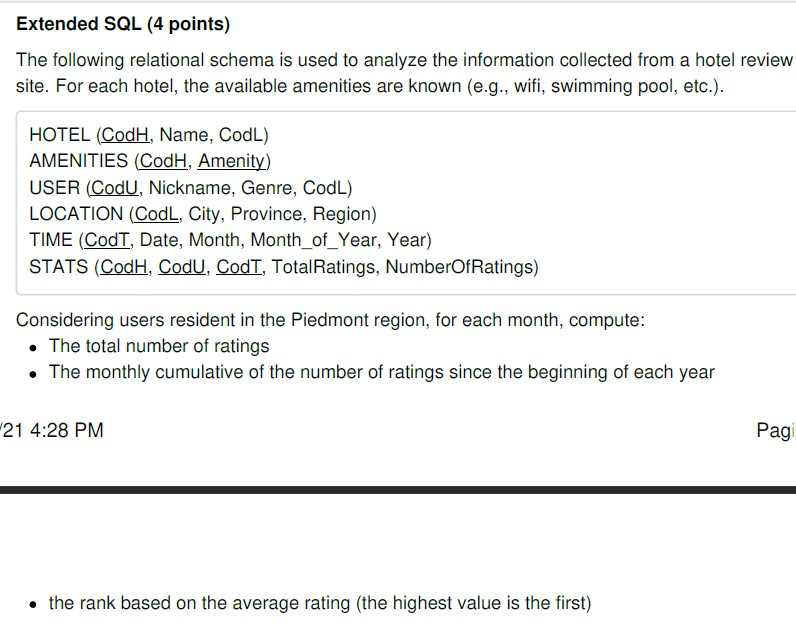 Extended SQL (4 points)
The following relational schema is used to analyze the information collected from a hotel review
site. For each hotel, the available amenities are known (e.g., wifi, swimming pool, etc.).
HOTEL (CodH, Name, CodL)
AMENITIES (CodH, Amenity)
USER (CodU, Nickname, Genre, CodL)
LOCATION (CodL, City, Province, Region)
TIME (CodT, Date, Month, Month_of_Year, Year)
STATS (CodH, CodU, CodT, TotalRatings, NumberOfRatings)
Considering users resident in the Piedmont region, for each month, compute:
• The total number of ratings
• The monthly cumulative of the number of ratings since the beginning of each year
/21 4:28 PM
Pagi
• the rank based on the average rating (the highest value is the first)